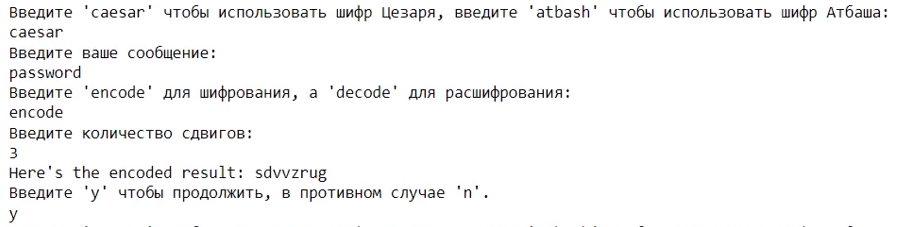 Введите 'caesar' чтобы использовать шифр Цезаря, введите 'atbash' чтобы использовать шифр Атбаша:
caesar
Введите ваше сообщение:
password
Введите 'encode' для шифрования, а 'decode' для расшифрования:
encode
Введите количество сдвигов:
3
Here's the encoded result: sdvvzrug
Введите 'y' чтобы продолжить, в противном случае 'n'.
y